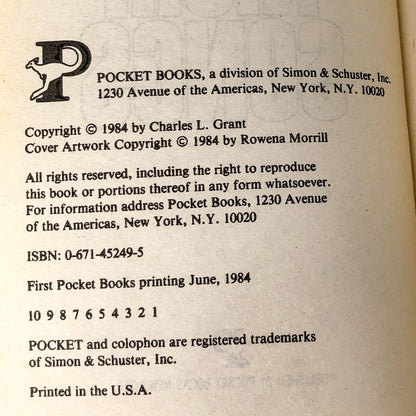 P
POCKET BOOKS, a division of Simon & Schuster, Inc.
1230 Avenue of the Americas, New York, N.Y. 10020
Copyright © 1984 by Charles L. Grant
Cover Artwork Copyright © 1984 by Rowena Morrill
All rights reserved, including the right to reproduce
this book or portions thereof in any form whatsoever.
For information address Pocket Books, 1230 Avenue
of the Americas, New York, N.Y. 10020
ISBN: 0-671-45249-5
First Pocket Books printing June, 1984
10 9 8 7 6 5 4 3 2 1
POCKET and colophon are registered trademarks
of Simon & Schuster, Inc.
Printed in the U.S.A.